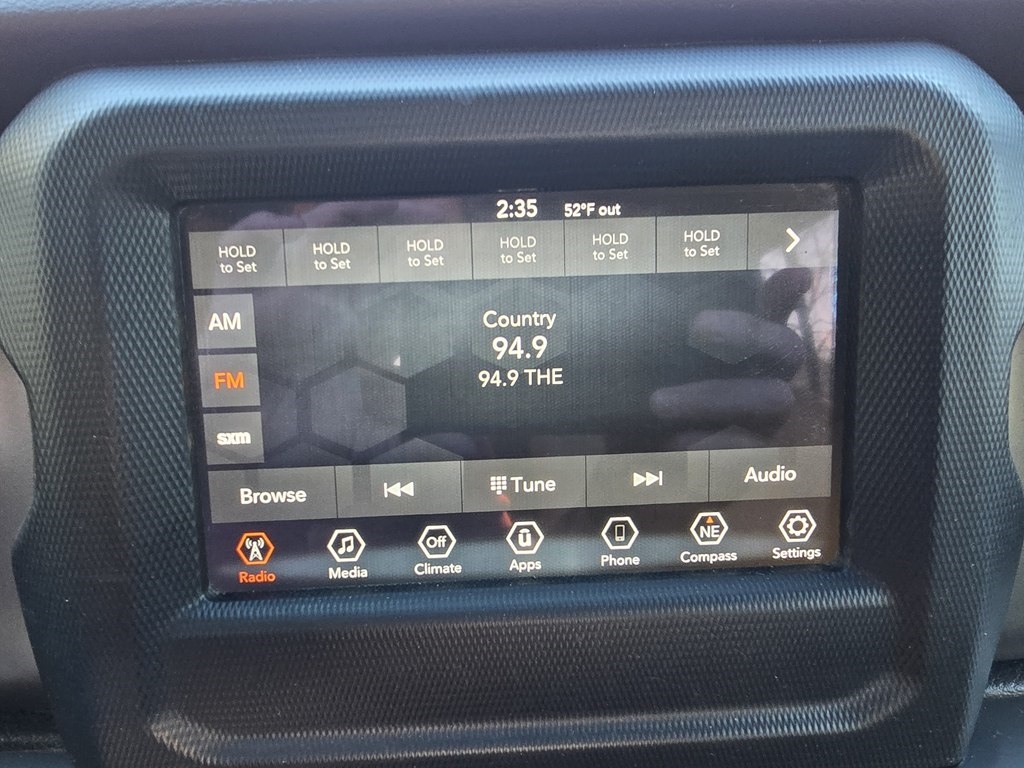 2:35 52°F out
HOLD to Set
HOLD to Set
HOLD to Set
HOLD to Set
HOLD to Set
HOLD to Set
AM
FM
sxm
Country
94.9
94.9 THE
Browse Tune Audio
Radio Media Off Climate Apps Phone NE Compass Settings